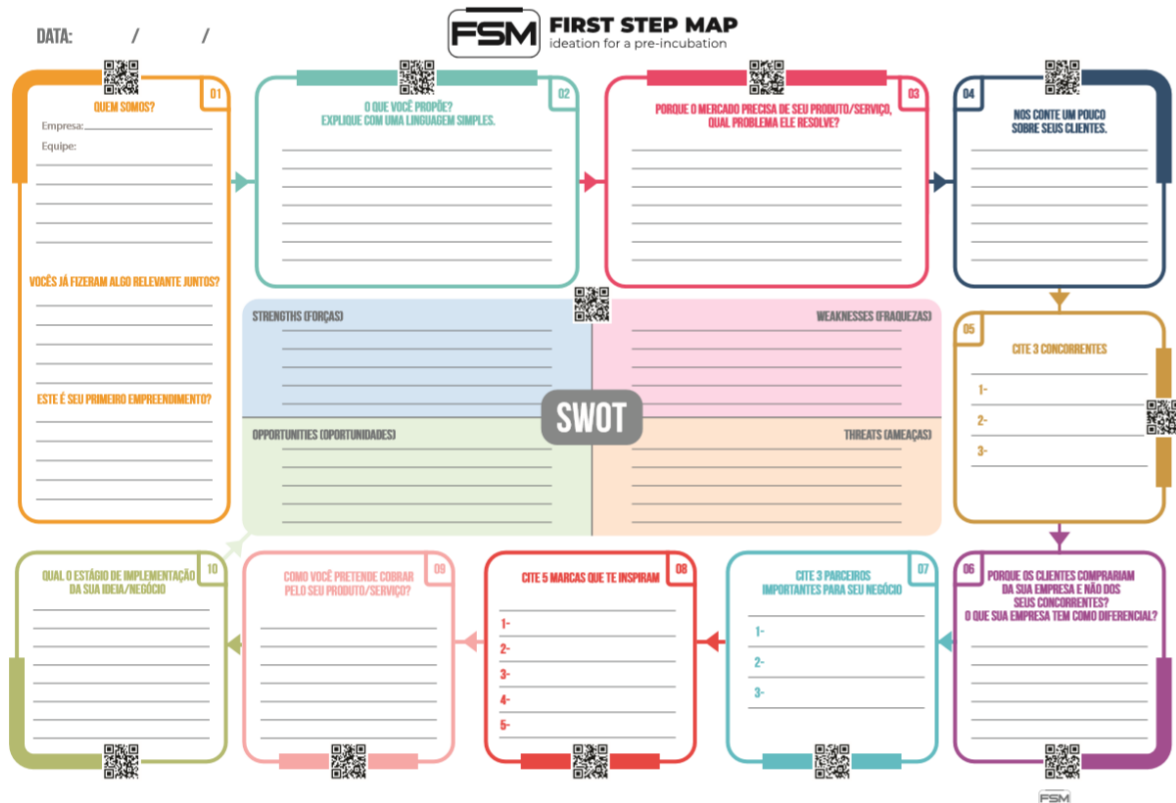 DATA: / /
FSM FIRST STEP MAP
ideation for a pre-incubation
01
QUEM SOMOS?
Empresa:
Equipe:
VOCÊS JÁ FIZERAM ALGO RELEVANTE JUNTOS?
ESTE É SEU PRIMEIRO EMPREENDIMENTO?
02
O QUE VOCÊ PROPÕE?
EXPLIQUE COM UMA LINGUAGEM SIMPLES.
03
PORQUE O MERCADO PRECISA DE SEU PRODUTO/SERVIÇO,
QUAL PROBLEMA ELE RESOLVE?
04
NOS CONTE UM POUCO
SOBRE SEUS CLIENTES.
STRENGTHS (FORÇAS)
WEAKNESSES (FRAQUEZAS)
SWOT
OPPORTUNITIES (OPORTUNIDADES)
THREATS (AMEAÇAS)
05
CITE 3 CONCORRENTES
1-
2-
3-
06
PORQUE OS CLIENTES COMPRARIAM
DA SUA EMPRESA E NÃO DOS
SEUS CONCORRENTES?
O QUE SUA EMPRESA TEM COMO DIFERENCIAL?
07
CITE 3 PARCEIROS
IMPORTANTES PARA SEU NEGÓCIO
1-
2-
3-
08
CITE 5 MARCAS QUE TE INSPIRAM
1-
2-
3-
4-
5-
09
COMO VOCÊ PRETENDE COBRAR
PELO SEU PRODUTO/SERVIÇO?
10
QUAL O ESTÁGIO DE IMPLEMENTAÇÃO
DA SUA IDEIA/NEGÓCIO
FSM